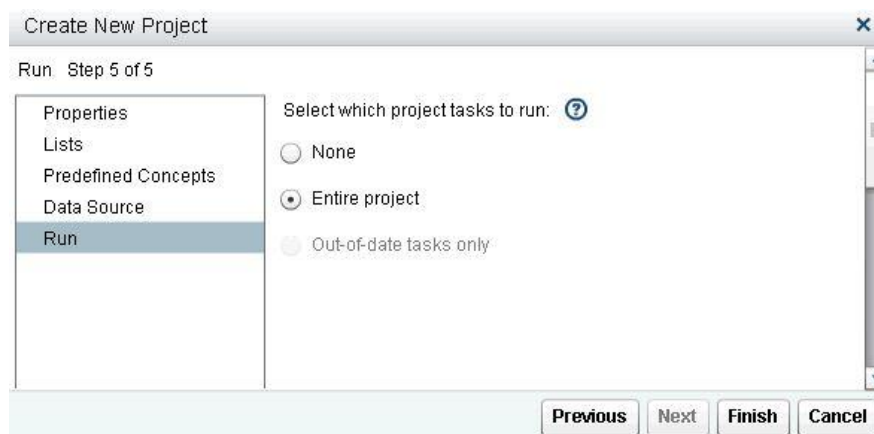 Create New Project
Run Step 5 of 5
Properties
Lists
Predefined Concepts
Data Source
Run
Select which project tasks to run:
None
Entire project
Out-of-date tasks only
Previous
Next
Finish
Cancel